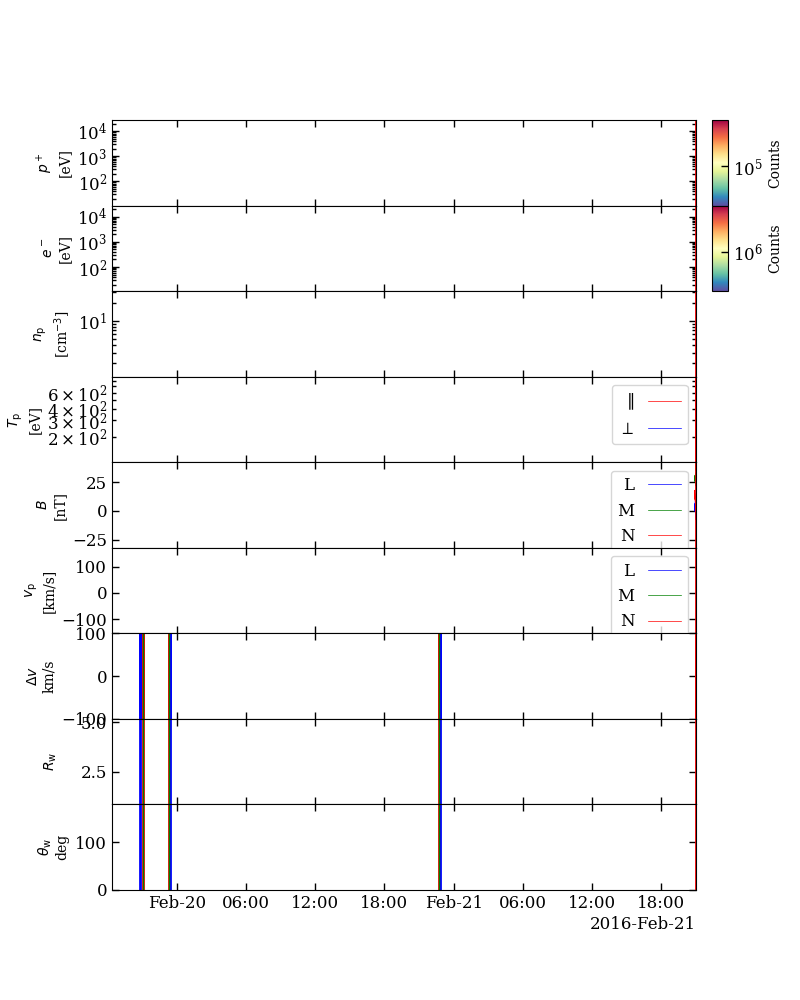 10⁴
10³
10²
p⁺
[eV]
10⁵
Counts
10⁴
10³
10²
e⁻
[eV]
10⁶
Counts
10¹
nₚ
[cm⁻³]
6 × 10²
4 × 10²
3 × 10²
2 × 10²
Tₚ
[eV]
∥
⊥
25
0
−25
B
[nT]
L
M
N
100
0
−100
vₚ
[km/s]
L
M
N
100
0
−100
Δv
km/s
5.0
2.5
R_w
100
0
θ_w
deg
Feb-20 06:00 12:00 18:00 Feb-21 06:00 12:00 18:00
2016-Feb-21